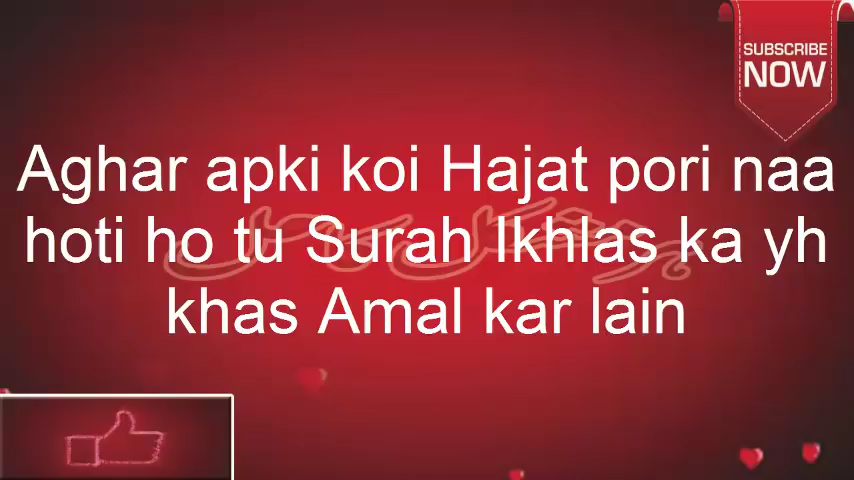 SUBSCRIBE
NOW
Aghar apki koi Hajat pori naa
hoti ho tu Surah Ikhlas ka yh
khas Amal kar lain